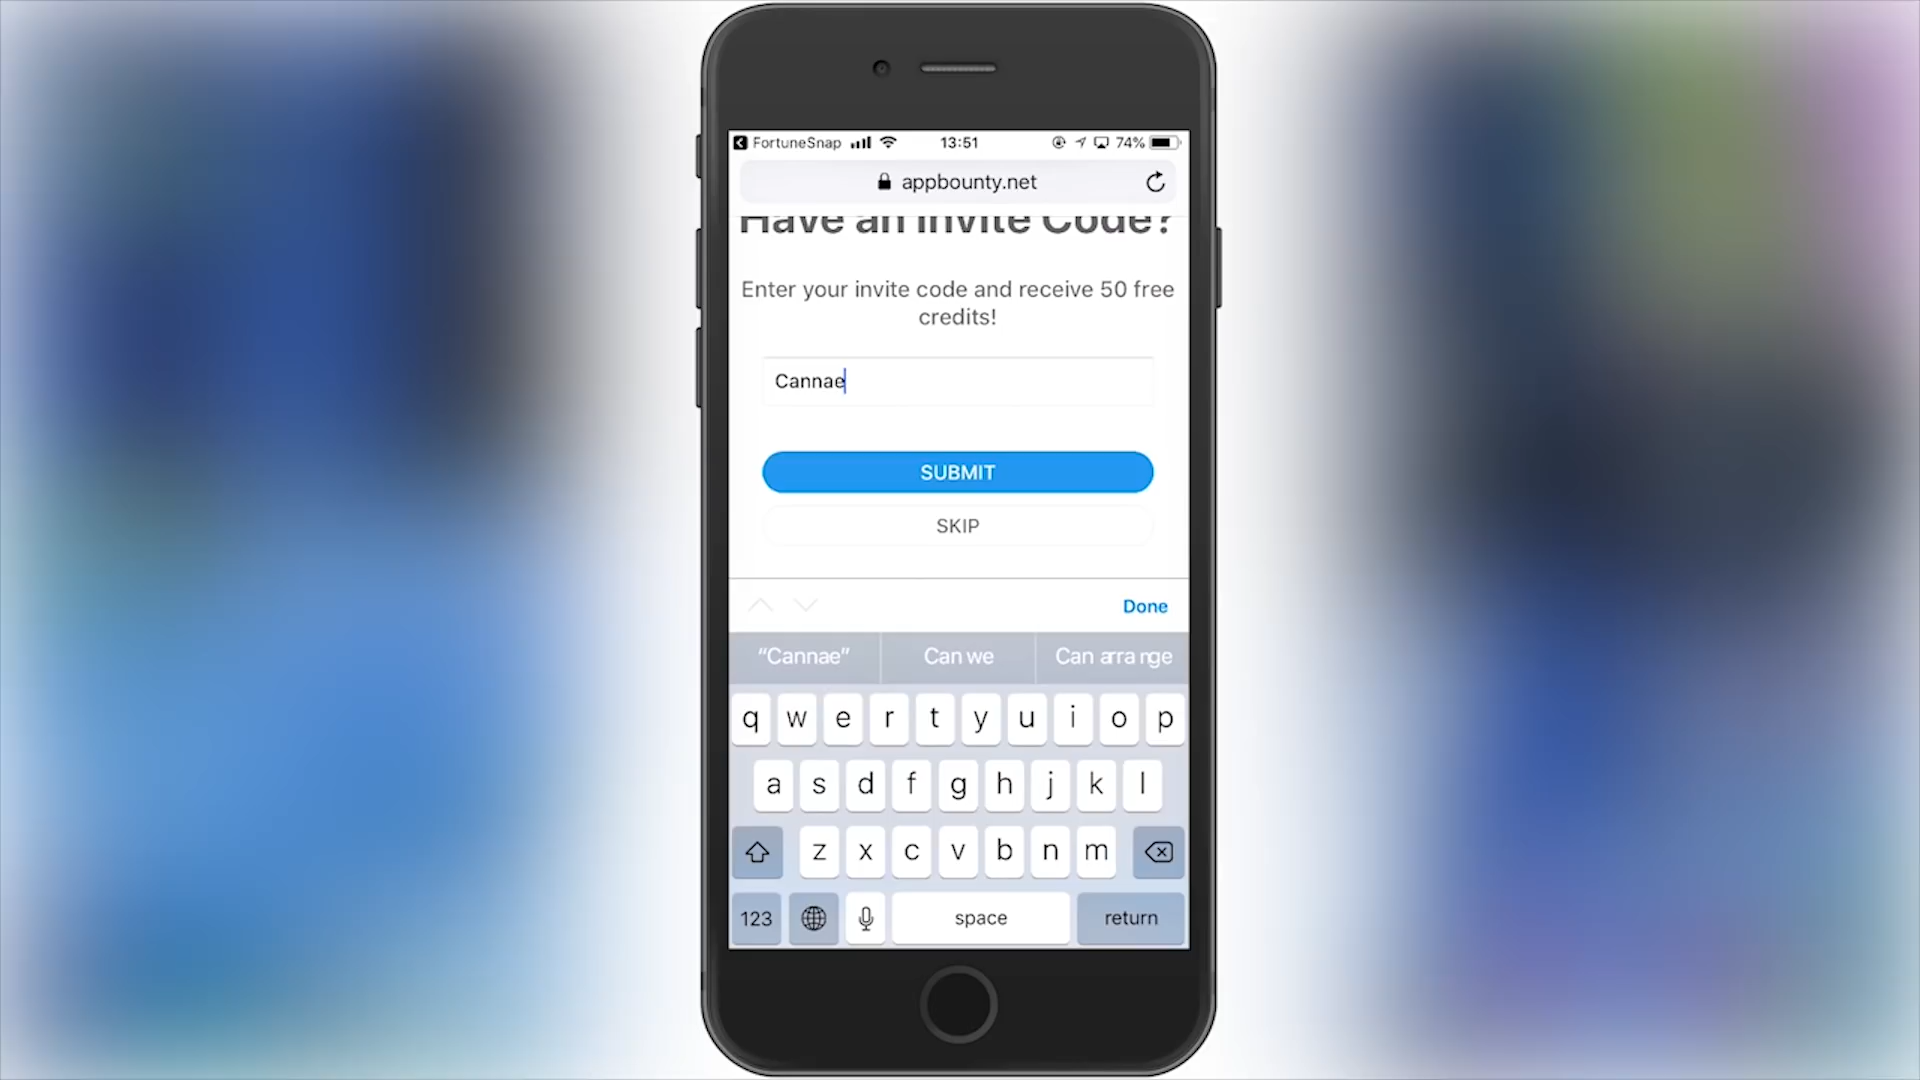 FortuneSnap 13:51 74%
appbounty.net
Have an Invite Code?
Enter your invite code and receive 50 free
credits!
Cannae
SUBMIT
SKIP
Done
“Cannae” Can we Can arrange
q w e r t y u i o p
a s d f g h j k l
z x c v b n m
123 space return